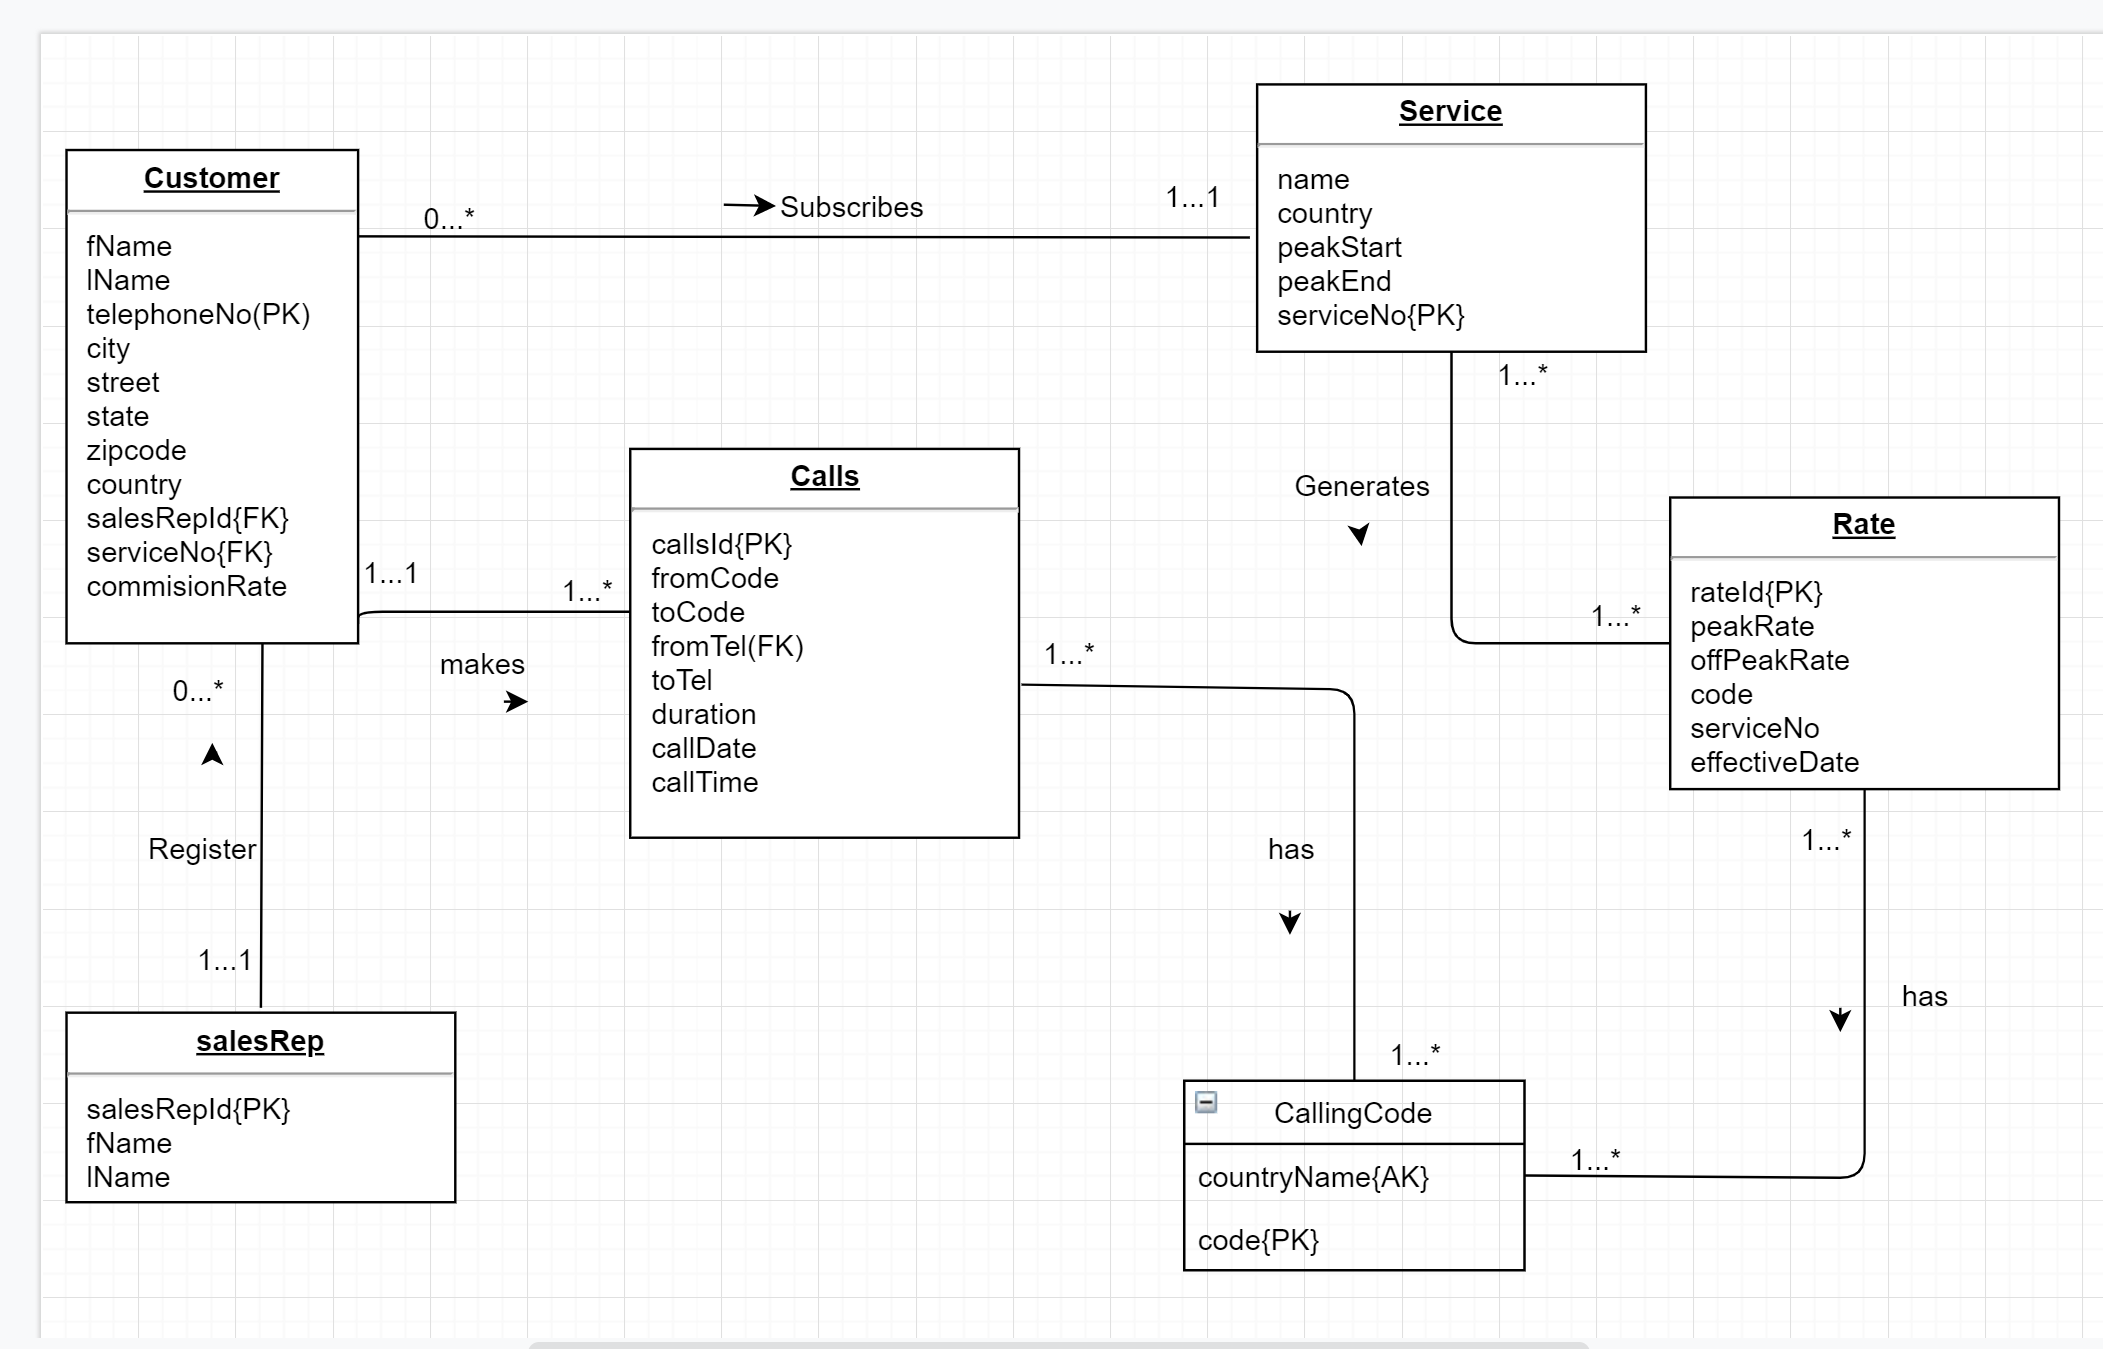 Customer
fName
lName
telephoneNo(PK)
city
street
state
zipcode
country
salesRepId{FK}
serviceNo{FK}
commisionRate
0...*
Subscribes
1...1
Service
name
country
peakStart
peakEnd
serviceNo{PK}
1...*
Generates
1...*
Rate
rateId{PK}
peakRate
offPeakRate
code
serviceNo
effectiveDate
1...1
1...*
makes
Calls
callsId{PK}
fromCode
toCode
fromTel(FK)
toTel
duration
callDate
callTime
1...*
has
1...*
0...*
Register
1...1
salesRep
salesRepId{PK}
fName
lName
1...*
has
1...*
CallingCode
countryName{AK}
code{PK}